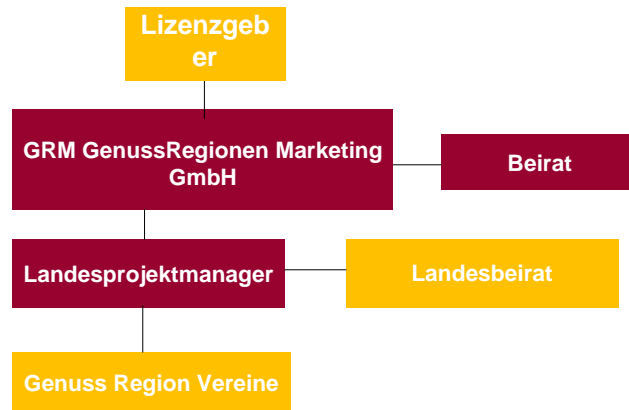 Lizenzgeb
er
GRM GenussRegionen Marketing
GmbH
Beirat
Landesprojektmanager
Landesbeirat
Genuss Region Vereine